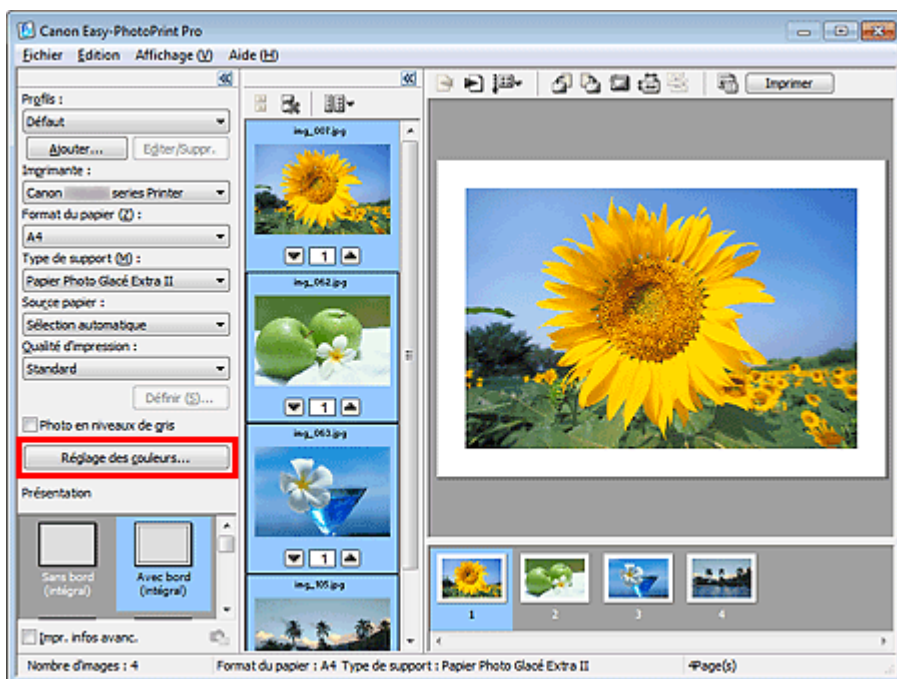 Canon Easy-PhotoPrint Pro
Fichier Édition Affichage (V) Aide (H)
Profils :
Défaut
Ajouter... Éditer/Suppr.
Imprimante :
Canon series Printer
Format du papier (Z) :
A4
Type de support (M) :
Papier Photo Glacé Extra II
Source papier :
Sélection automatique
Qualité d'impression :
Standard
Définir (S)...
Photo en niveaux de gris
Réglage des couleurs...
Présentation
Sans bord (intégral)
Avec bord (intégral)
Impr. infos avanc.
img_007.jpg
1
img_062.jpg
1
img_063.jpg
1
img_105.jpg
Imprimer
1 2 3 4
Nombre d'images : 4 Format du papier : A4 Type de support : Papier Photo Glacé Extra II 4Page(s)